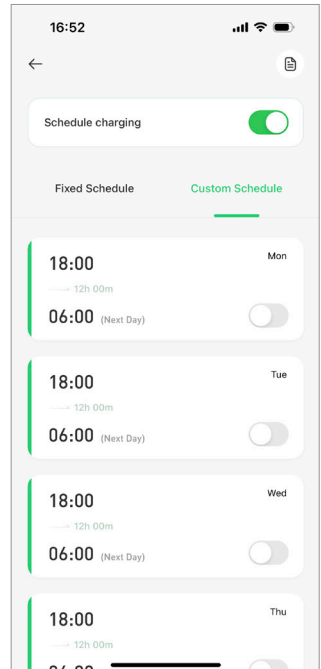 16:52
Schedule charging
Fixed Schedule Custom Schedule
18:00 Mon
12h 00m
06:00 (Next Day)
18:00 Tue
12h 00m
06:00 (Next Day)
18:00 Wed
12h 00m
06:00 (Next Day)
18:00 Thu
12h 00m